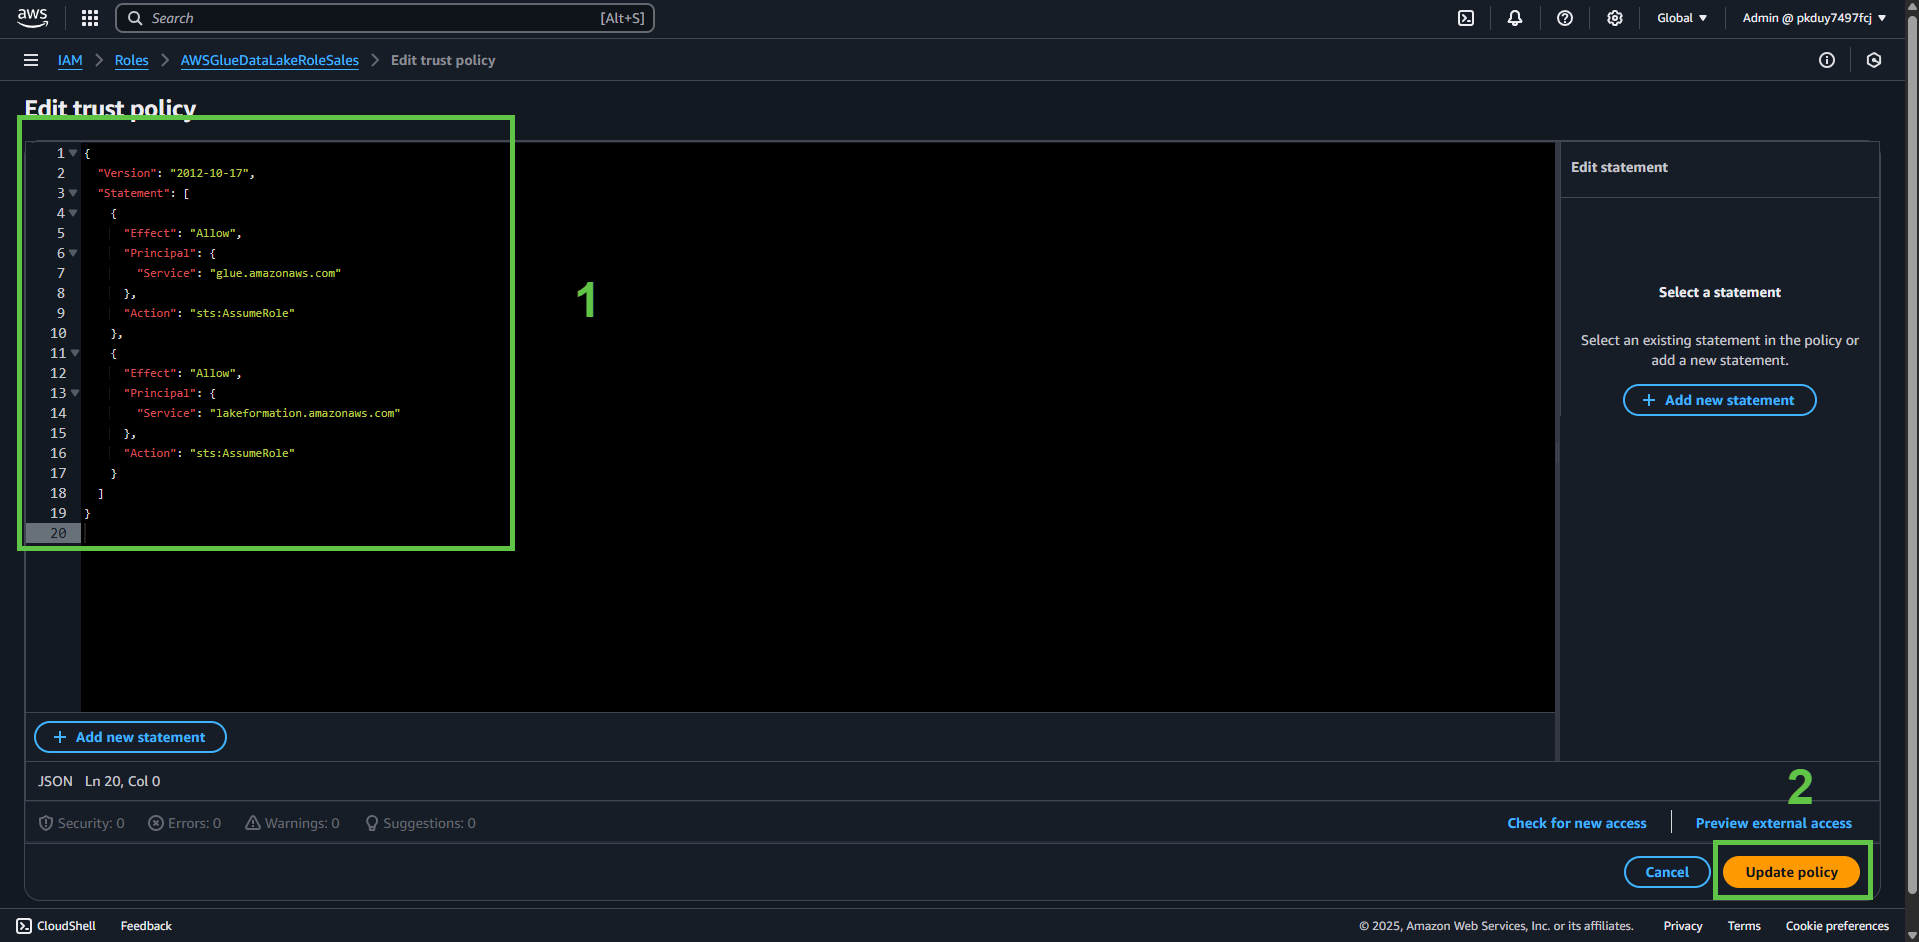 aws
Search [Alt+S]
Global
Admin @ pkduy7497fcj
IAM
Roles
AWSGlueDataLakeRoleSales
Edit trust policy
Edit trust policy
1 {
2 "Version": "2012-10-17",
3 "Statement": [
4 {
5 "Effect": "Allow",
6 "Principal": {
7 "Service": "glue.amazonaws.com"
8 },
9 "Action": "sts:AssumeRole"
10 },
11 {
12 "Effect": "Allow",
13 "Principal": {
14 "Service": "lakeformation.amazonaws.com"
15 },
16 "Action": "sts:AssumeRole"
17 }
18 ]
19 }
20
1
Edit statement
Select a statement
Select an existing statement in the policy or
add a new statement.
+ Add new statement
+ Add new statement
JSON Ln 20, Col 0
2
Security: 0
Errors: 0
Warnings: 0
Suggestions: 0
Check for new access
Preview external access
Cancel
Update policy
CloudShell
Feedback
© 2025, Amazon Web Services, Inc. or its affiliates.
Privacy
Terms
Cookie preferences